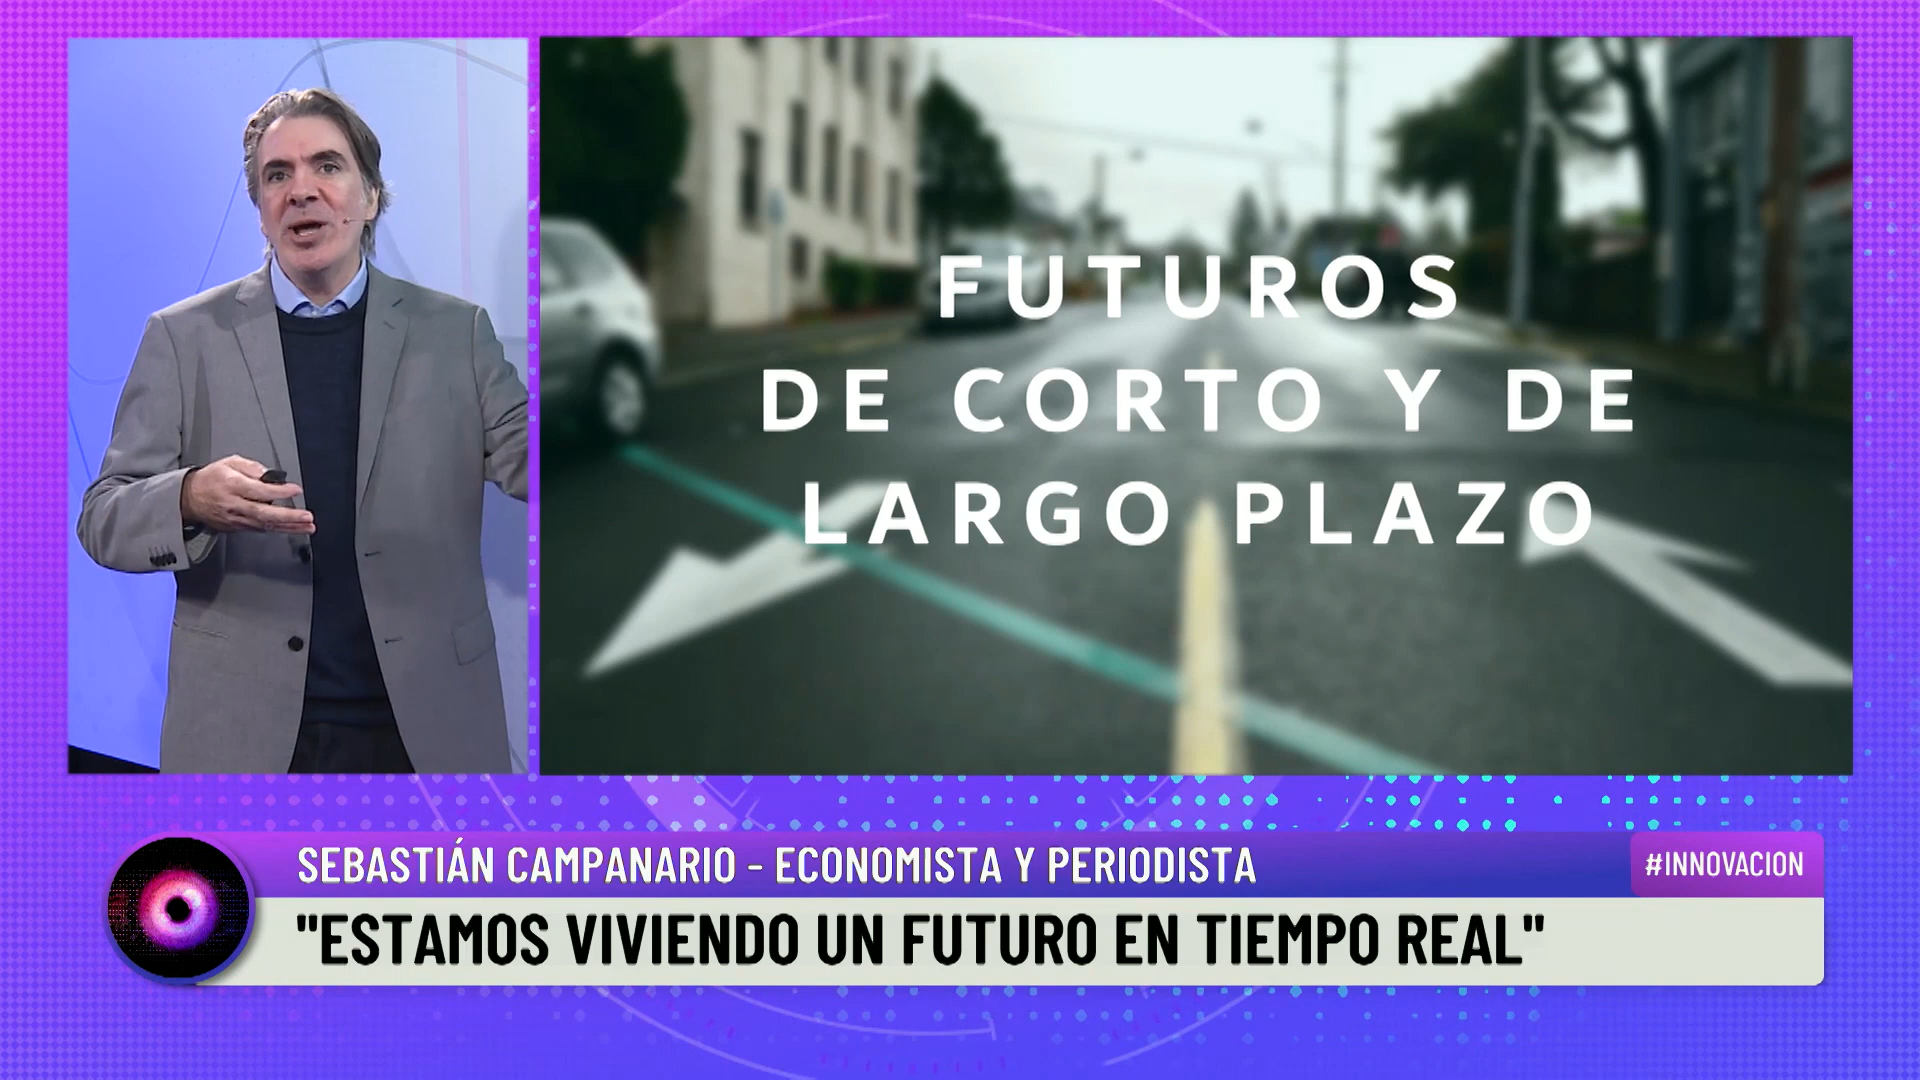 FUTUROS
DE CORTO Y DE
LARGO PLAZO
SEBASTIÁN CAMPANARIO - ECONOMISTA Y PERIODISTA
#INNOVACION
"ESTAMOS VIVIENDO UN FUTURO EN TIEMPO REAL"